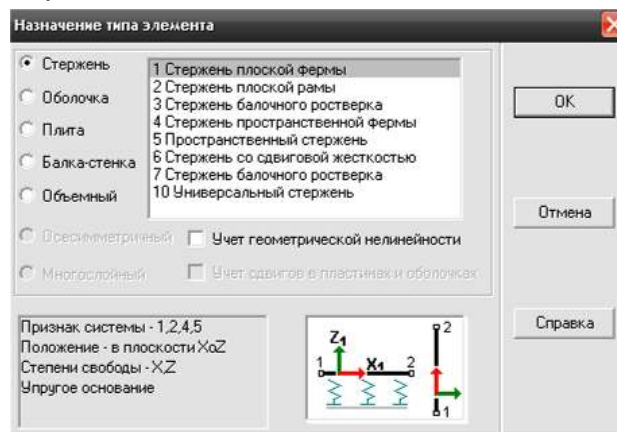 Назначение типа элемента
Стержень
Оболочка
Плита
Балка-стенка
Объемный
1 Стержень плоской фермы
2 Стержень плоской рамы
3 Стержень балочного ростверка
4 Стержень пространственной фермы
5 Пространственный стержень
6 Стержень со сдвиговой жесткостью
7 Стержень балочного ростверка
10 Универсальный стержень
Осесимметричный
Учет геометрической нелинейности
Многослойный
Учет сдвигов в пластинах и оболочках
OK
Отмена
Справка
Признак системы - 1,2,4,5
Положение - в плоскости XoZ
Степени свободы - X,Z
Упругое основание
Z1
1 X1 2
2
1